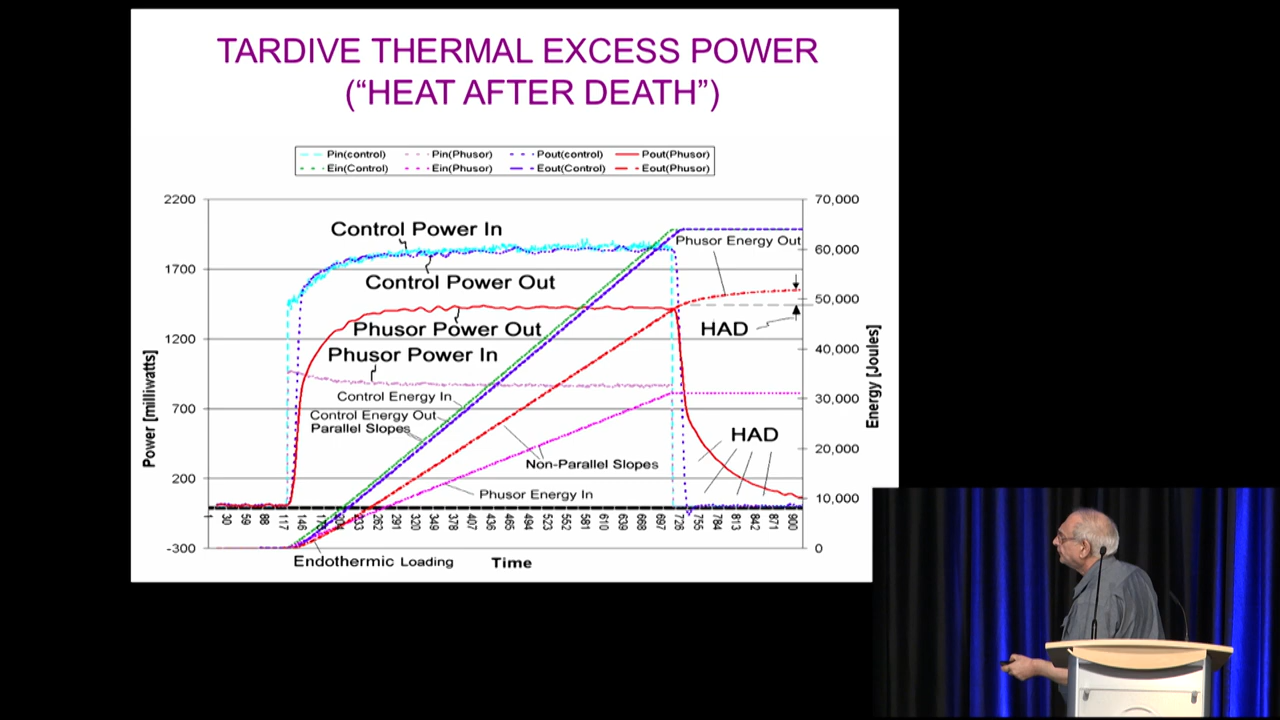 TARDIVE THERMAL EXCESS POWER
(“HEAT AFTER DEATH”)
Pin(control) Pin(Phusor) Pout(control) Pout(Phusor)
Ein(Control) Ein(Phusor) Eout(Control) Eout(Phusor)
2200
1700
1200
700
200
-300
Power [milliwatts]
70,000
60,000
50,000
40,000
30,000
20,000
10,000
0
Energy [Joules]
Control Power In
Phusor Energy Out
Control Power Out
Phusor Power Out
HAD
Phusor Power In
Control Energy In
Control Energy Out
Parallel Slopes
HAD
Non-Parallel Slopes
Phusor Energy In
1 30 59 88 117 146 262 291 320 349 378 407 436 465 494 523 552 581 610 639 668 697 726 755 784 813 842 871 900
Endothermic Loading
Time